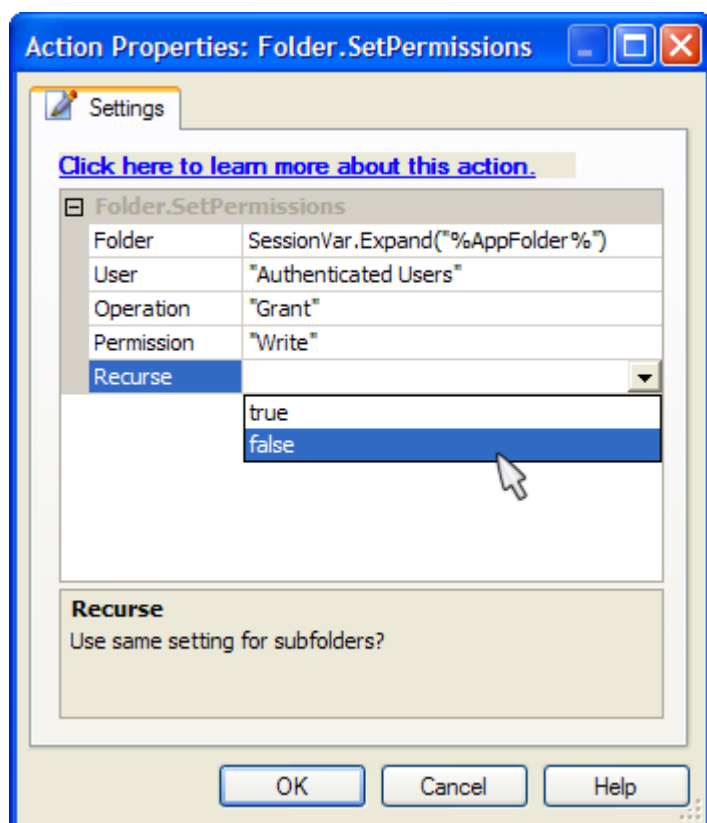 Action Properties: Folder.SetPermissions
Settings
Click here to learn more about this action.
Folder.SetPermissions
Folder SessionVar.Expand("%AppFolder%")
User "Authenticated Users"
Operation "Grant"
Permission "Write"
Recurse
true
false
Recurse
Use same setting for subfolders?
OK Cancel Help